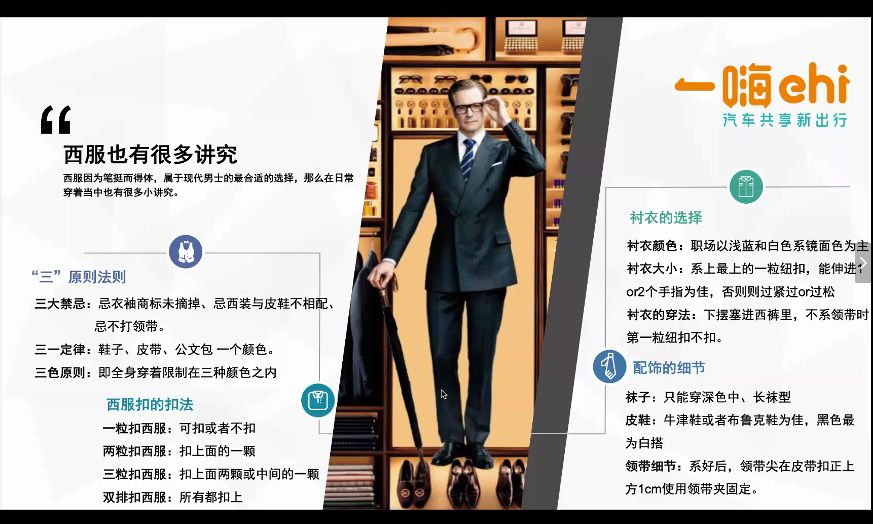 一嗨ehi
汽车共享新出行
西服也有很多讲究
西服因为笔挺而得体，属于现代男士的最合适的选择，那么在日常
穿着当中也有很多小讲究。
“三”原则法则
三大禁忌：忌衣袖商标未摘掉、忌西装与皮鞋不相配、
忌不打领带。
三一定律：鞋子、皮带、公文包 一个颜色。
三色原则：即全身穿着限制在三种颜色之内
西服扣的扣法
一粒扣西服：可扣或者不扣
两粒扣西服：扣上面的一颗
三粒扣西服：扣上面两颗或中间的一颗
双排扣西服：所有都扣上
衬衣的选择
衬衣颜色：职场以浅蓝和白色系镜面色为主
衬衣大小：系上最上的一粒纽扣，能伸进1
or2个手指为佳，否则则过紧过or过松
衬衣的穿法：下摆塞进西裤里，不系领带时
第一粒纽扣不扣。
配饰的细节
袜子：只能穿深色中、长袜型
皮鞋：牛津鞋或者布鲁克鞋为佳，黑色最
为白搭
领带细节：系好后，领带尖在皮带扣正上
方1cm使用领带夹固定。